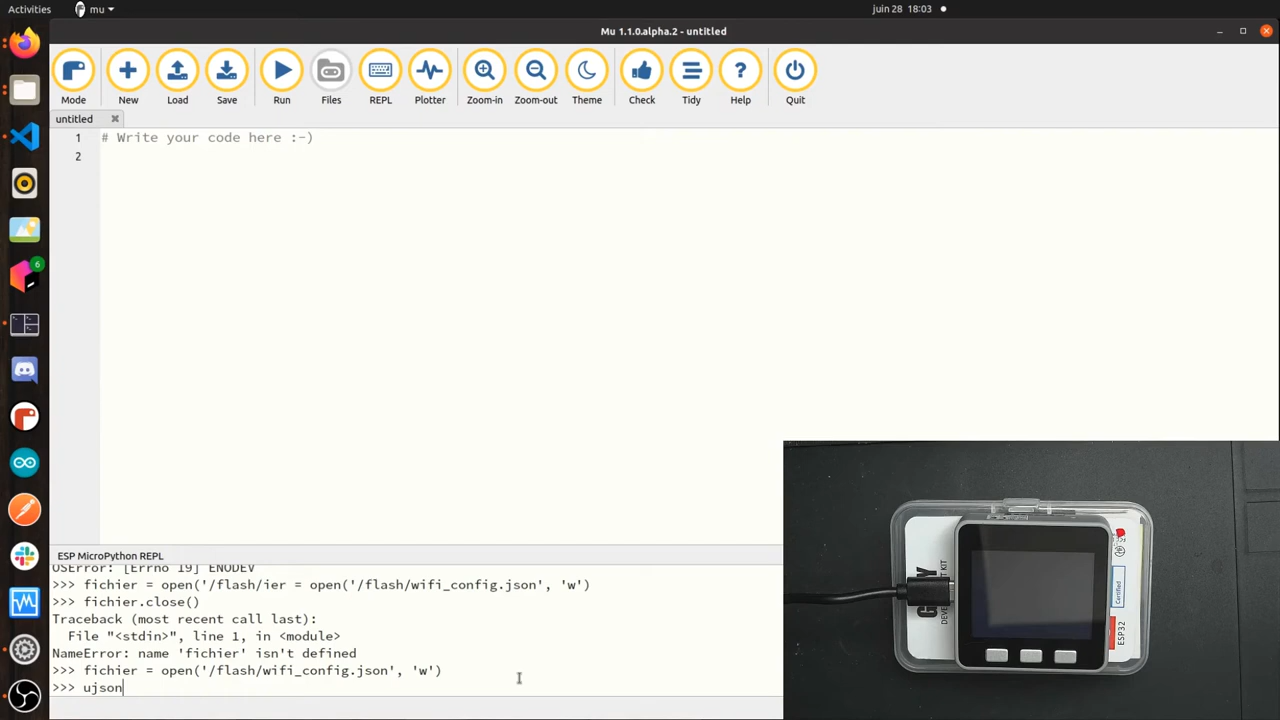 Activities
mu
juin 28 18:03
Mu 1.1.0.alpha.2 - untitled
Mode
New
Load
Save
Run
Files
REPL
Plotter
Zoom-in
Zoom-out
Theme
Check
Tidy
Help
Quit
untitled
1 # Write your code here :-)
2
6
ESP MicroPython REPL
OSError: [Errno 19] ENODEV
>>> fichier = open('/flash/ier = open('/flash/wifi_config.json', 'w')
>>> fichier.close()
Traceback (most recent call last):
File "<stdin>", line 1, in <module>
NameError: name 'fichier' isn't defined
>>> fichier = open('/flash/wifi_config.json', 'w')
>>> ujson
Certified
ESP32